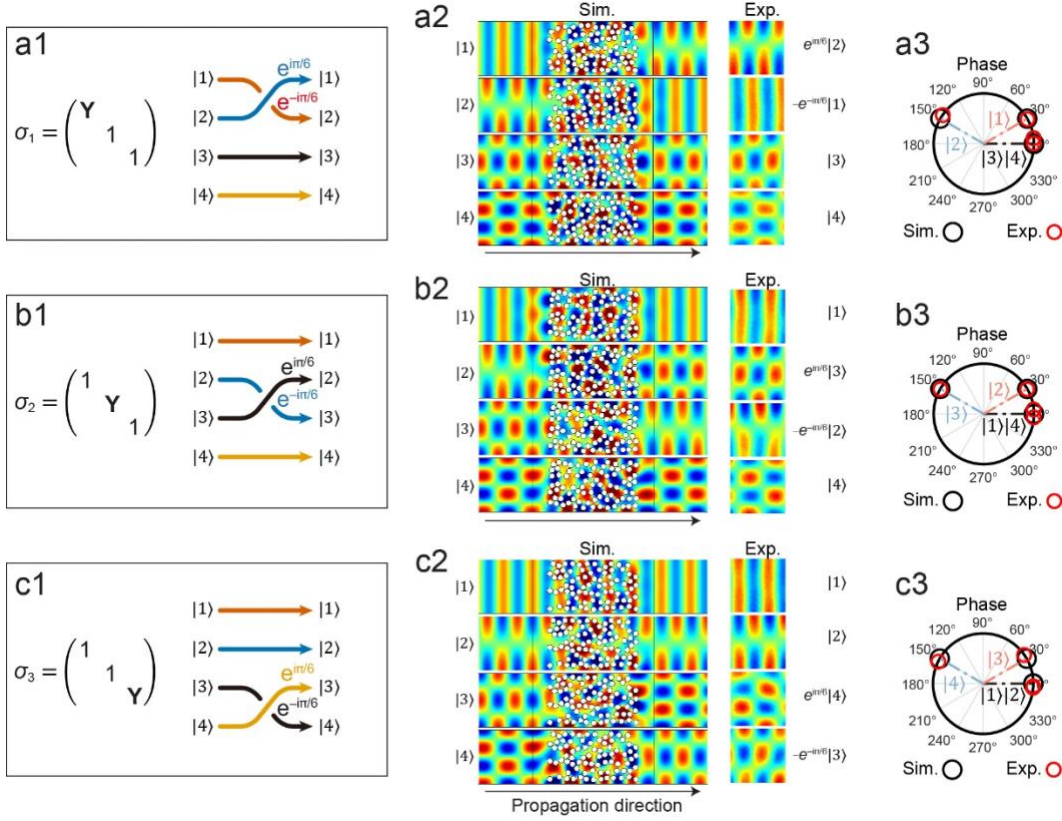 a1
σ₁ = ( Y 1 1 )
|1⟩ e^{iπ/6} |1⟩
|2⟩ e^{−iπ/6} |2⟩
|3⟩ |3⟩
|4⟩ |4⟩
a2
Sim. Exp.
|1⟩ e^{iπ/6}|2⟩
|2⟩ −e^{−iπ/6}|1⟩
|3⟩ |3⟩
|4⟩ |4⟩
a3
Phase
90°
120° 60°
150° |1⟩ 30°
180° |2⟩ |3⟩|4⟩
210° 330°
240° 270° 300°
Sim. Exp.
b1
σ₂ = ( 1 Y 1 )
|1⟩ |1⟩
|2⟩ e^{iπ/6} |2⟩
|3⟩ e^{−iπ/6} |3⟩
|4⟩ |4⟩
b2
Sim. Exp.
|1⟩ |1⟩
|2⟩ e^{iπ/6}|3⟩
|3⟩ −e^{−iπ/6}|2⟩
|4⟩ |4⟩
b3
Phase
90°
120° 60°
150° |2⟩ 30°
180° |3⟩ |1⟩|4⟩
210° 330°
240° 270° 300°
Sim. Exp.
c1
σ₃ = ( 1 1 Y )
|1⟩ |1⟩
|2⟩ |2⟩
|3⟩ e^{iπ/6} |3⟩
|4⟩ e^{−iπ/6} |4⟩
c2
Sim. Exp.
|1⟩ |1⟩
|2⟩ |2⟩
|3⟩ e^{iπ/6}|4⟩
|4⟩ −e^{−iπ/6}|3⟩
Propagation direction
c3
Phase
90°
120° 60°
150° |3⟩ 30°
180° |4⟩ |1⟩|2⟩
210° 330°
240° 270° 300°
Sim. Exp.